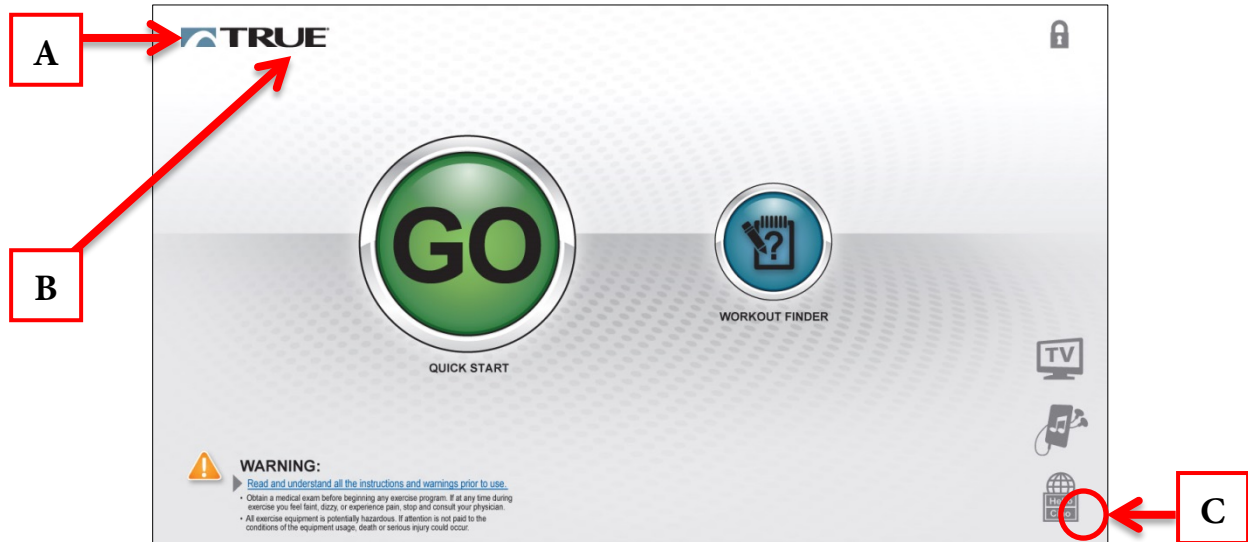 A
TRUE
B
GO
?
QUICK START
WORKOUT FINDER
TV
WARNING:
Read and understand all the instructions and warnings prior to use.
• Obtain a medical exam before beginning any exercise program. If at any time during
exercise you feel faint, dizzy, or experience pain, stop and consult your physician.
• All exercise equipment is potentially hazardous. If attention is not paid to the
conditions of the equipment usage, death or serious injury could occur.
C